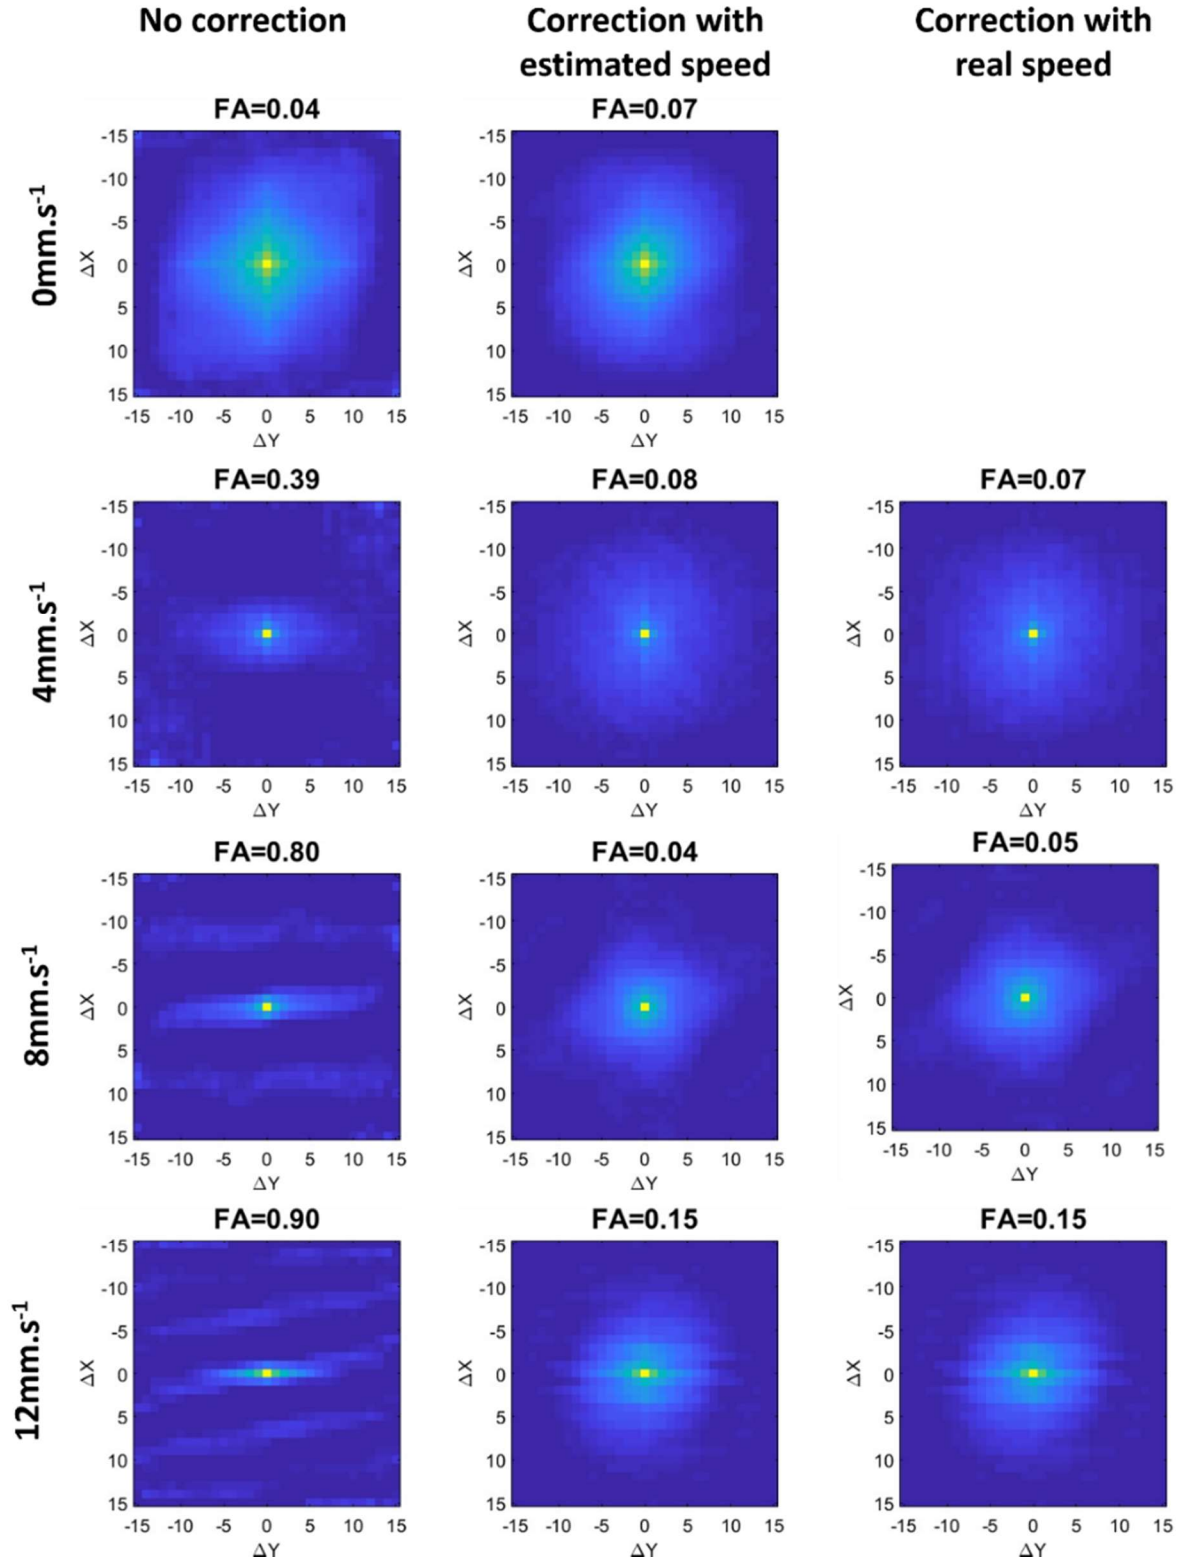 No correction
Correction with
estimated speed
Correction with
real speed
0mm.s-1
FA=0.04
-15
-10
-5
0
5
10
15
ΔX
-15 -10 -5 0 5 10 15
ΔY
FA=0.07
-15
-10
-5
0
5
10
15
ΔX
-15 -10 -5 0 5 10 15
ΔY
4mm.s-1
FA=0.39
-15
-10
-5
0
5
10
15
ΔX
-15 -10 -5 0 5 10 15
ΔY
FA=0.08
-15
-10
-5
0
5
10
15
ΔX
-15 -10 -5 0 5 10 15
ΔY
FA=0.07
-15
-10
-5
0
5
10
15
ΔX
-15 -10 -5 0 5 10 15
ΔY
8mm.s-1
FA=0.80
-15
-10
-5
0
5
10
15
ΔX
-15 -10 -5 0 5 10 15
ΔY
FA=0.04
-15
-10
-5
0
5
10
15
ΔX
-15 -10 -5 0 5 10 15
ΔY
FA=0.05
-15
-10
-5
0
5
10
15
ΔX
-15 -10 -5 0 5 10 15
ΔY
12mm.s-1
FA=0.90
-15
-10
-5
0
5
10
15
ΔX
-15 -10 -5 0 5 10 15
ΔY
FA=0.15
-15
-10
-5
0
5
10
15
ΔX
-15 -10 -5 0 5 10 15
ΔY
FA=0.15
-15
-10
-5
0
5
10
15
ΔX
-15 -10 -5 0 5 10 15
ΔY